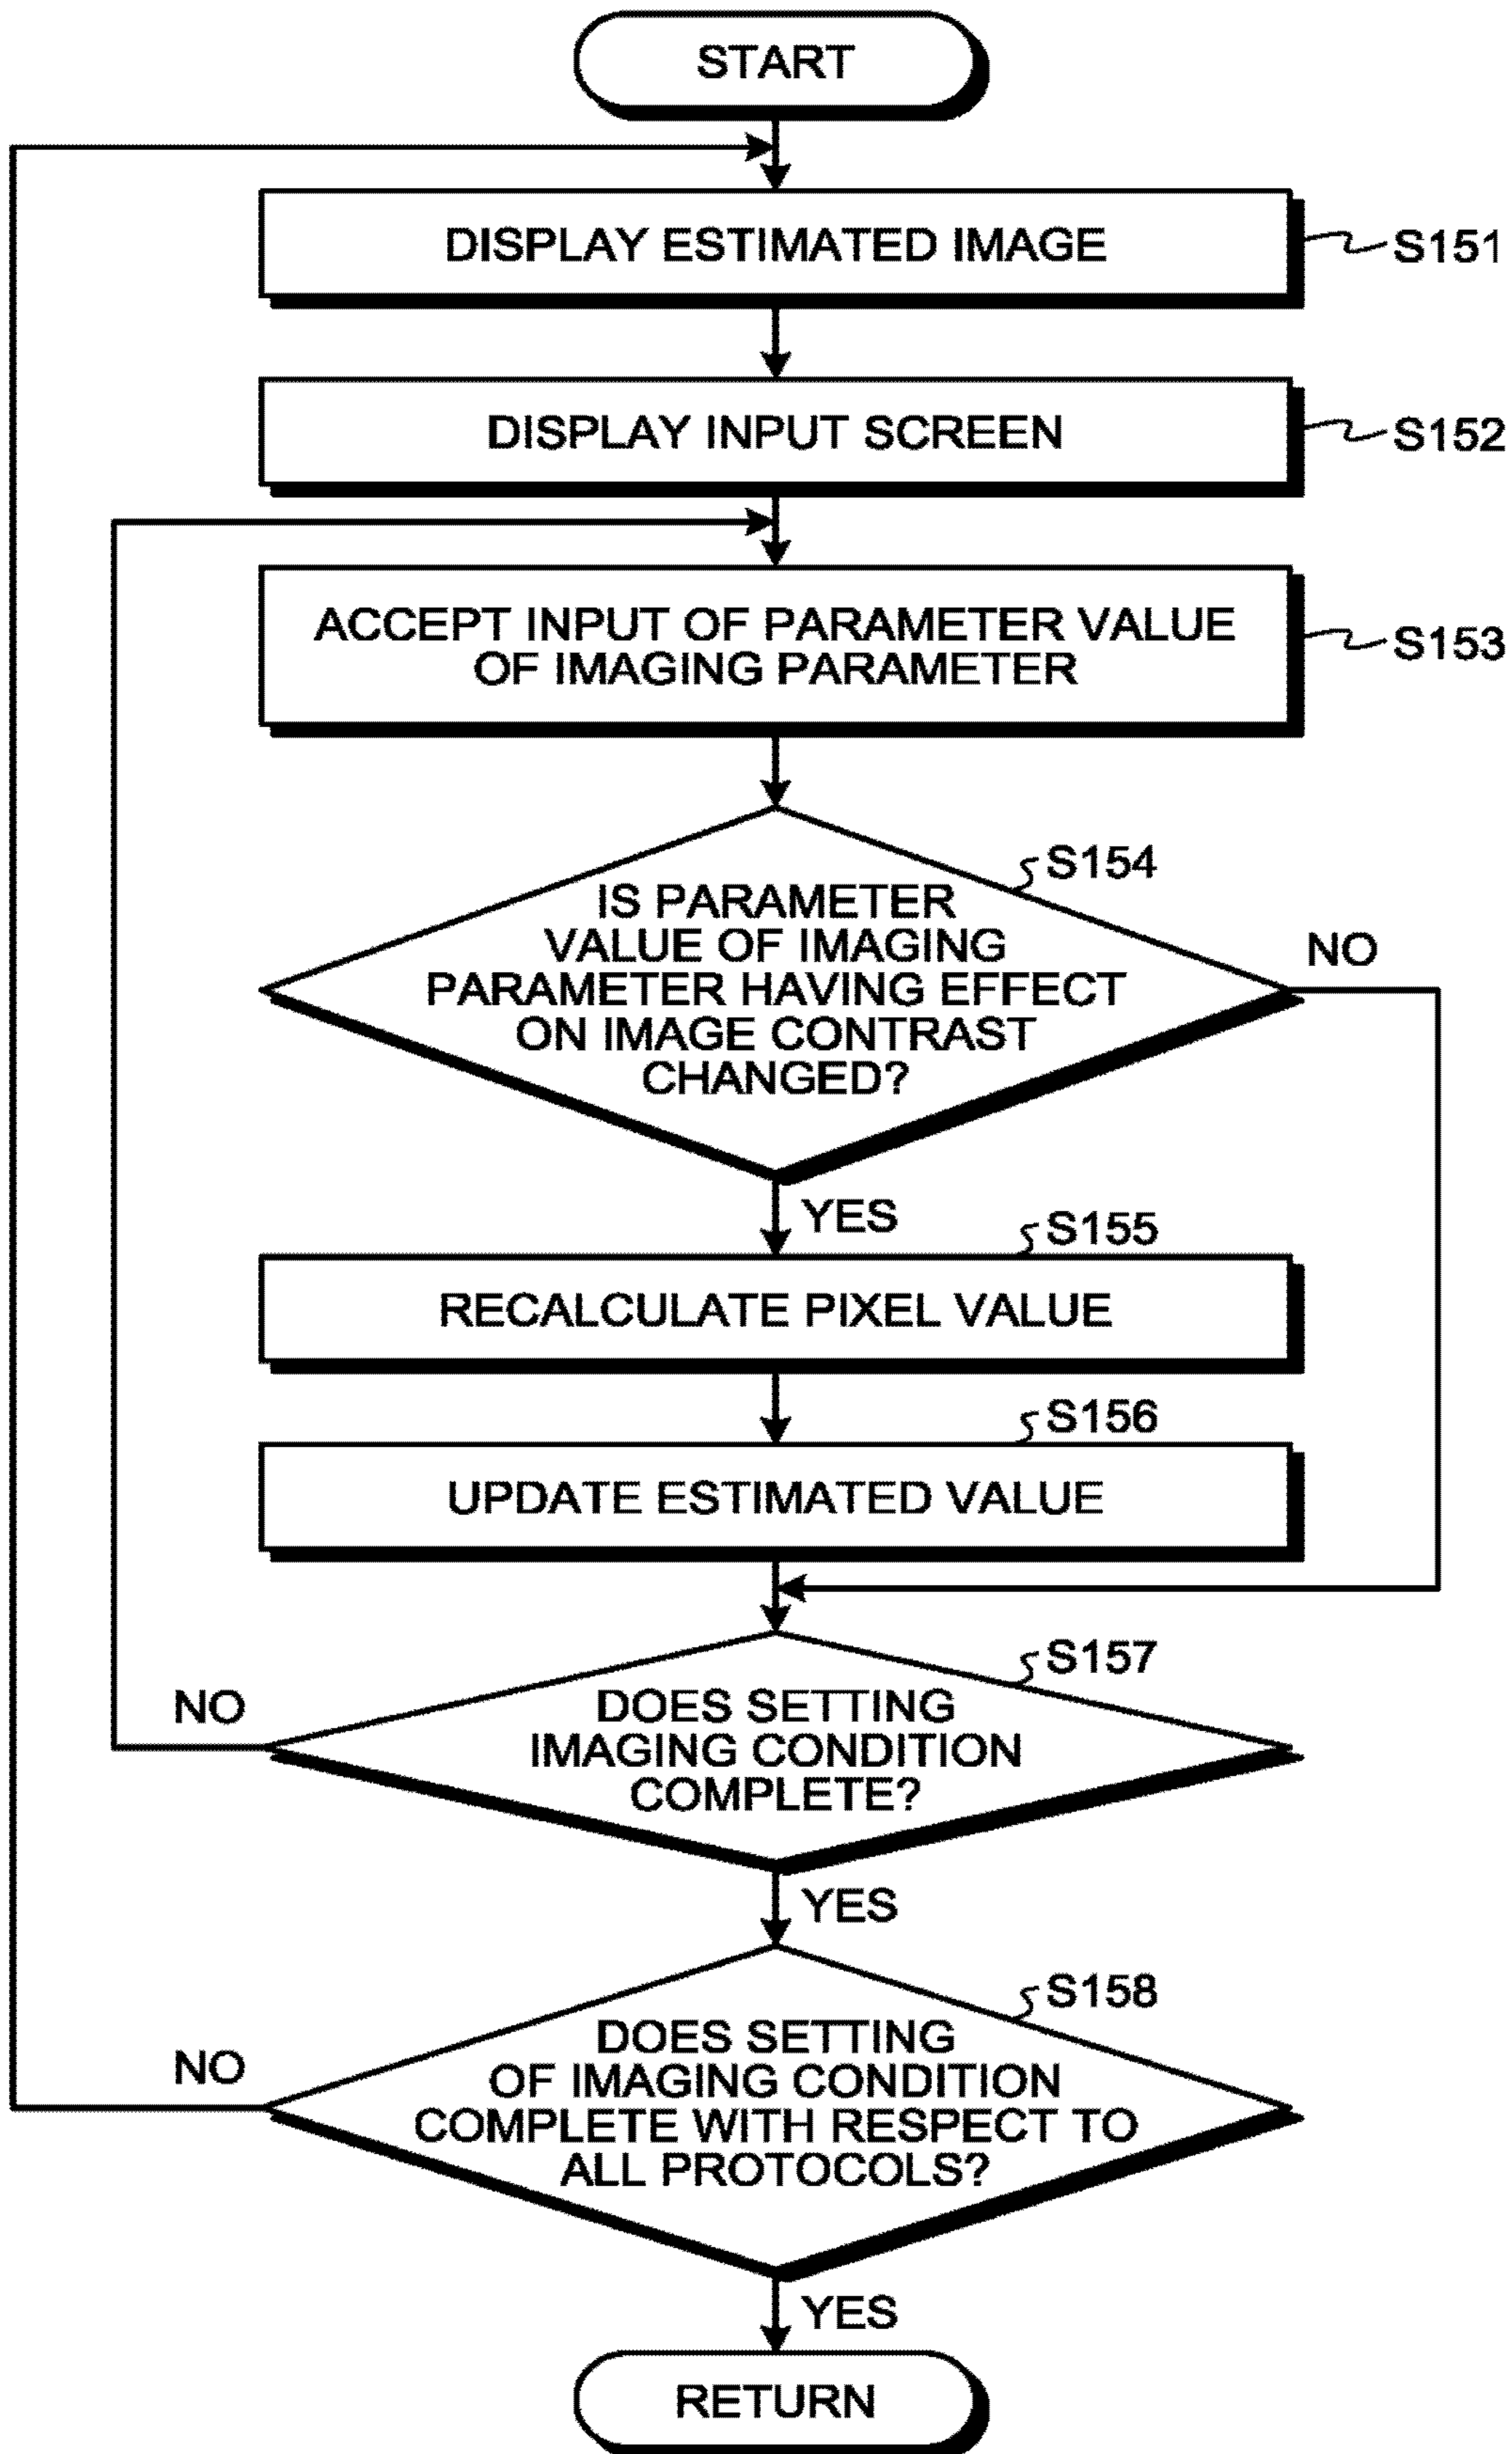 START
DISPLAY ESTIMATED IMAGE
S151
DISPLAY INPUT SCREEN
S152
ACCEPT INPUT OF PARAMETER VALUE
OF IMAGING PARAMETER
S153
S154
IS PARAMETER
VALUE OF IMAGING
PARAMETER HAVING EFFECT
ON IMAGE CONTRAST
CHANGED?
NO
YES
S155
RECALCULATE PIXEL VALUE
S156
UPDATE ESTIMATED VALUE
S157
DOES SETTING
IMAGING CONDITION
COMPLETE?
NO
YES
S158
DOES SETTING
OF IMAGING CONDITION
COMPLETE WITH RESPECT TO
ALL PROTOCOLS?
NO
YES
RETURN